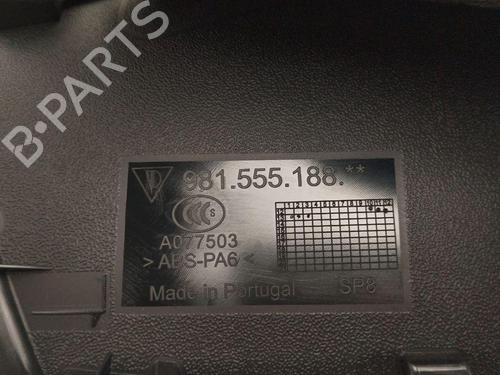 B-PARTS
981.555.188.**
S
A077503
>ABS-PA6<
Made in Portugal SP8